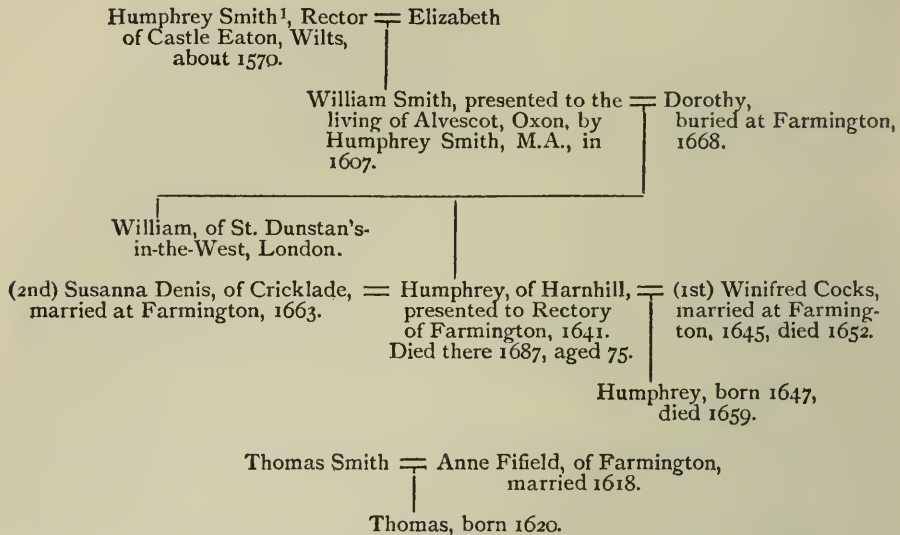 Humphrey Smith¹, Rector = Elizabeth
of Castle Eaton, Wilts,
about 1570.
William Smith, presented to the = Dorothy,
living of Alvescot, Oxon, by buried at Farmington,
Humphrey Smith, M.A., in 1668.
1607.
William, of St. Dunstan's-
in-the-West, London.
(2nd) Susanna Denis, of Cricklade, = Humphrey, of Harnhill, = (1st) Winifred Cocks,
married at Farmington, 1663. presented to Rectory married at Farming-
of Farmington, 1641. ton, 1645, died 1652.
Died there 1687, aged 75.
Humphrey, born 1647,
died 1659.
Thomas Smith = Anne Fifield, of Farmington,
married 1618.
Thomas, born 1620.